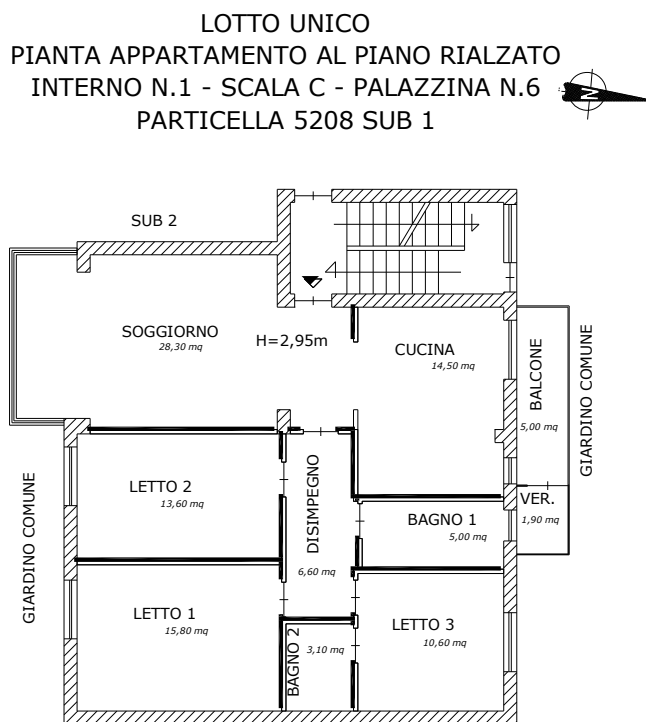 LOTTO UNICO
PIANTA APPARTAMENTO AL PIANO RIALZATO
INTERNO N.1 - SCALA C - PALAZZINA N.6
PARTICELLA 5208 SUB 1
N
SUB 2
SOGGIORNO
28,30 mq
H=2,95m
CUCINA
14,50 mq
BALCONE
5,00 mq
GIARDINO COMUNE
LETTO 2
13,60 mq
DISIMPEGNO
6,60 mq
BAGNO 1
5,00 mq
VER.
1,90 mq
GIARDINO COMUNE
LETTO 1
15,80 mq
BAGNO 2
3,10 mq
LETTO 3
10,60 mq